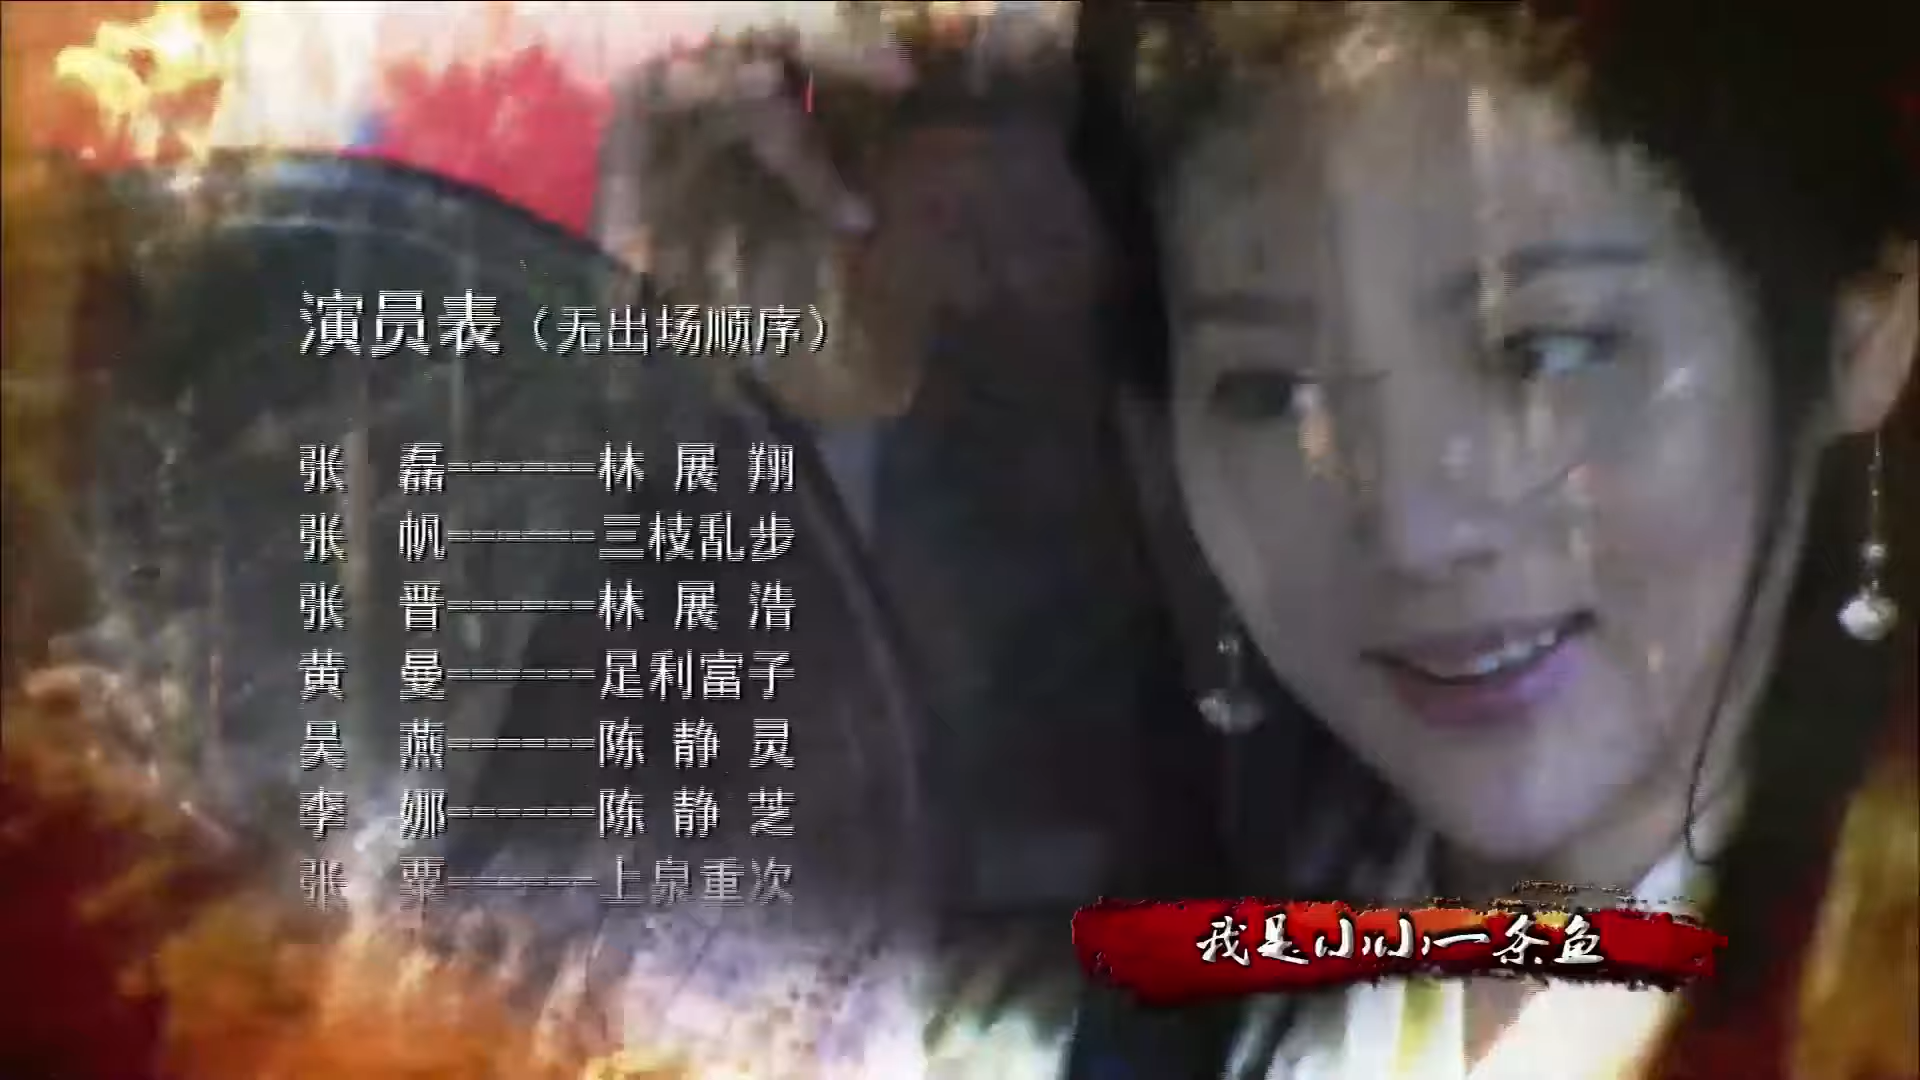 演员表（无出场顺序）
张 磊------林 展 翔
张 帆------三枝乱步
张 晋------林 展 浩
黄 曼------足利富子
吴 燕------陈 静 灵
李 娜------陈 静 芝
张 粟------上泉重次
我是小小一条鱼